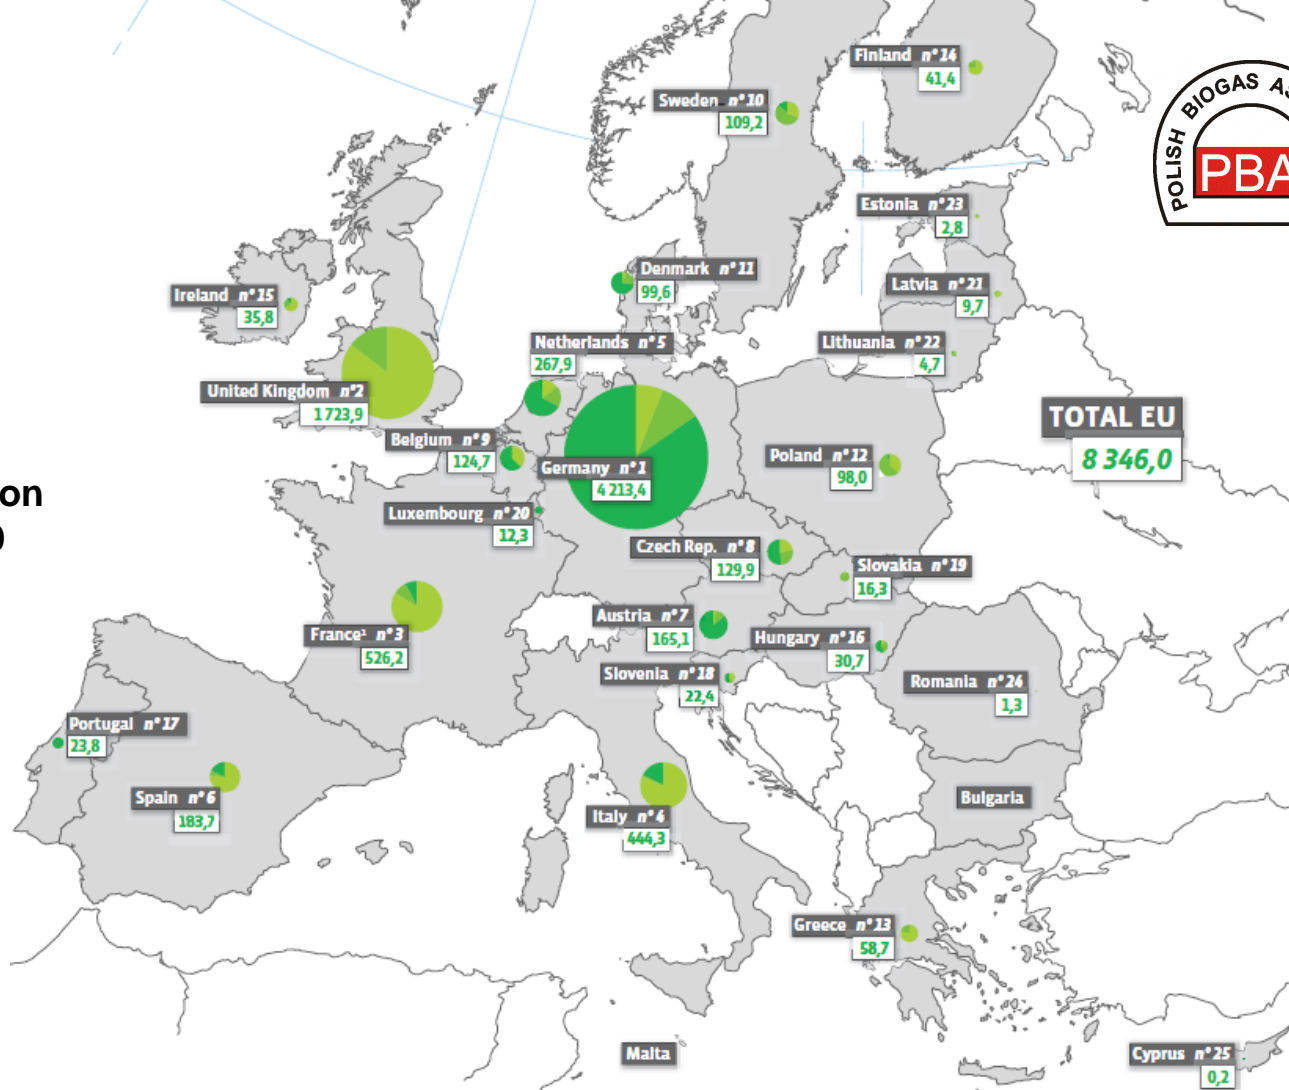 Finland n°14
41,4
Sweden n°10
109,2
POLISH BIOGAS
PBA
Estonia n°23
2,8
Denmark n°11
99,6
Latvia n°21
9,7
Ireland n°15
35,8
Netherlands n°5
267,9
Lithuania n°22
4,7
United Kingdom n°2
1 723,9
TOTAL EU
8 346,0
Belgium n°9
124,7
Germany n°1
4 213,4
Poland n°12
98,0
on
Luxembourg n°20
12,3
Czech Rep. n°8
129,9
Slovakia n°19
16,3
Austria n°7
165,1
France¹ n°3
526,2
Hungary n°16
30,7
Slovenia n°18
22,4
Romania n°24
1,3
Portugal n°17
23,8
Spain n°6
183,7
Bulgaria
Italy n°4
444,3
Greece n°13
58,7
Malta
Cyprus n°25
0,2